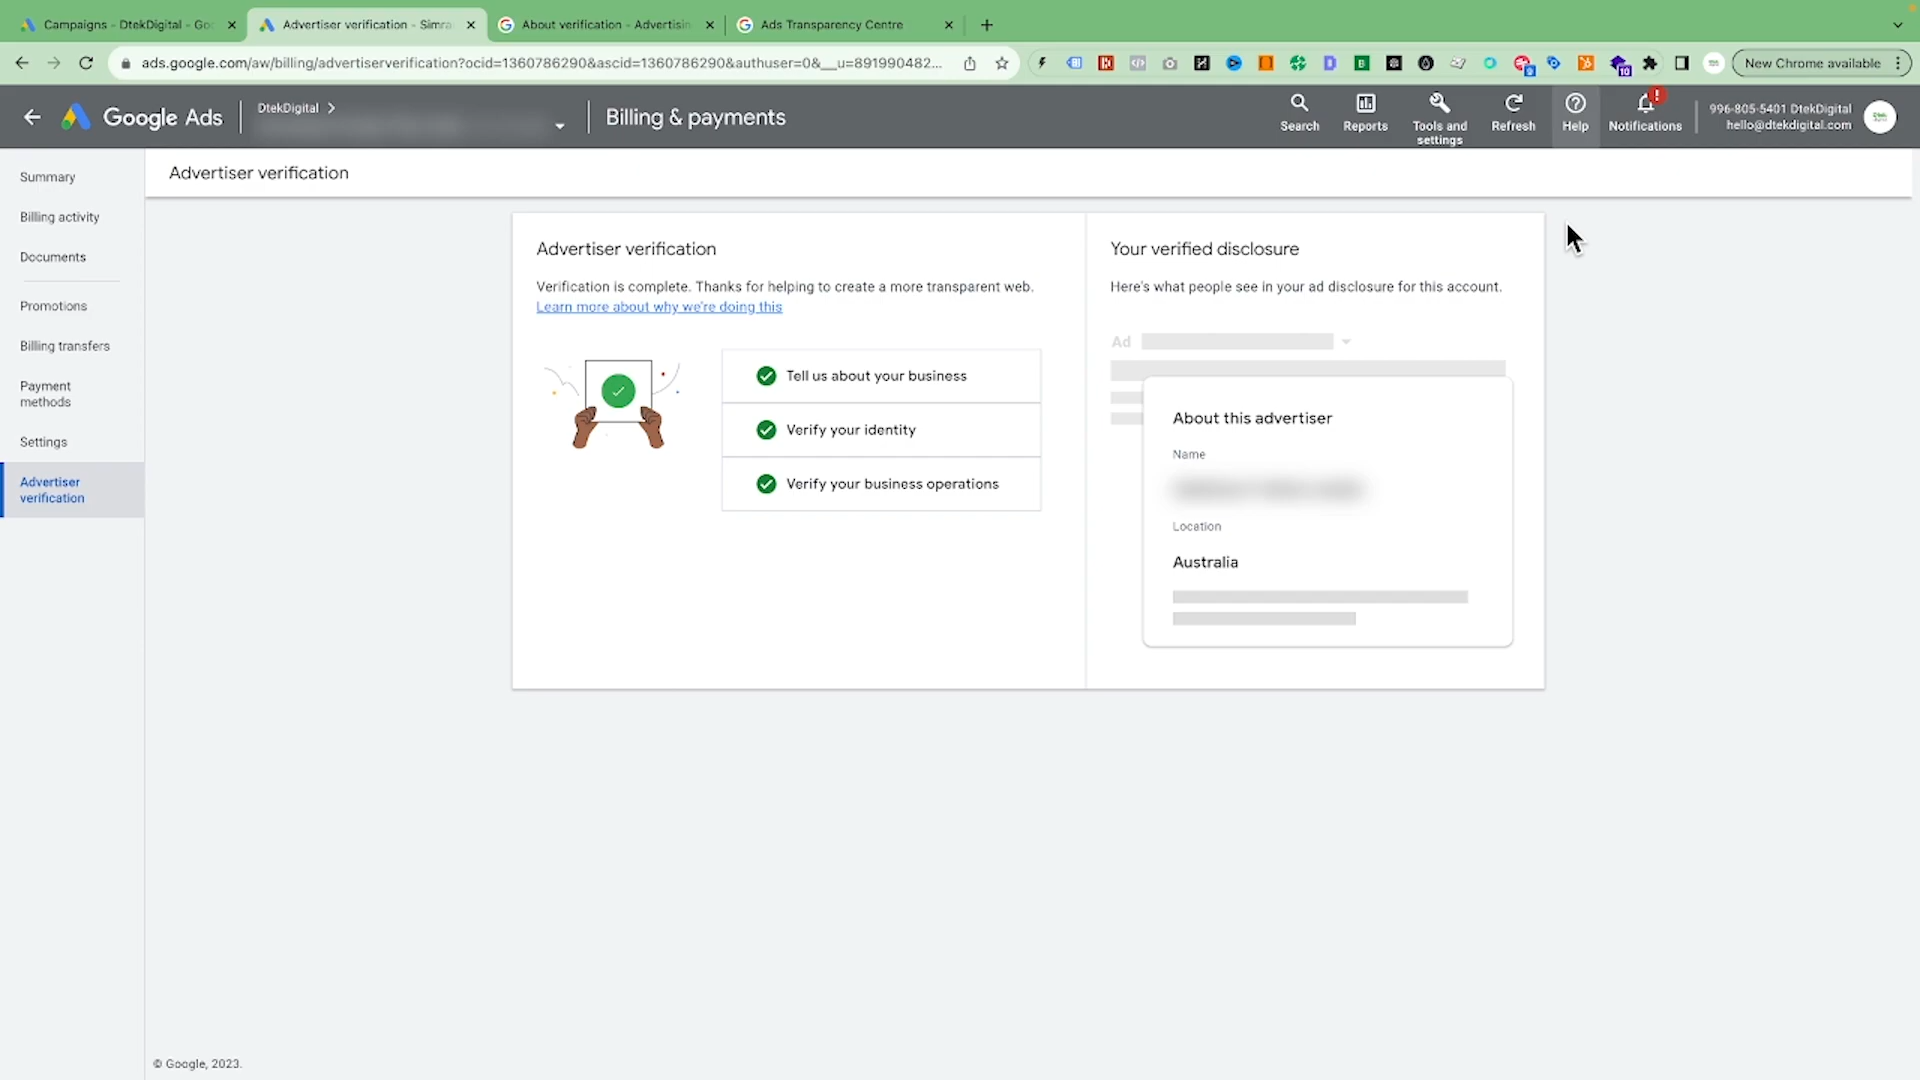 Campaigns - DtekDigital - Goo
Advertiser verification - Simra
About verification - Advertisin
Ads Transparency Centre
ads.google.com/aw/billing/advertiserverification?ocid=1360786290&ascid=1360786290&authuser=0&__u=891990482...
New Chrome available
Google Ads
DtekDigital
Billing & payments
Search
Reports
Tools and
settings
Refresh
Help
Notifications
996-805-5401 DtekDigital
hello@dtekdigital.com
Summary
Billing activity
Documents
Promotions
Billing transfers
Payment
methods
Settings
Advertiser
verification
Advertiser verification
Advertiser verification
Verification is complete. Thanks for helping to create a more transparent web.
Learn more about why we're doing this
Tell us about your business
Verify your identity
Verify your business operations
Your verified disclosure
Here's what people see in your ad disclosure for this account.
Ad
About this advertiser
Name
Location
Australia
© Google, 2023.